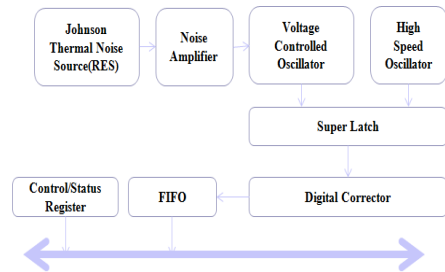 Johnson
Thermal Noise
Source(RES)
Noise
Amplifier
Voltage
Controlled
Oscillator
High
Speed
Oscillator
Super Latch
Control/Status
Register
FIFO
Digital Corrector